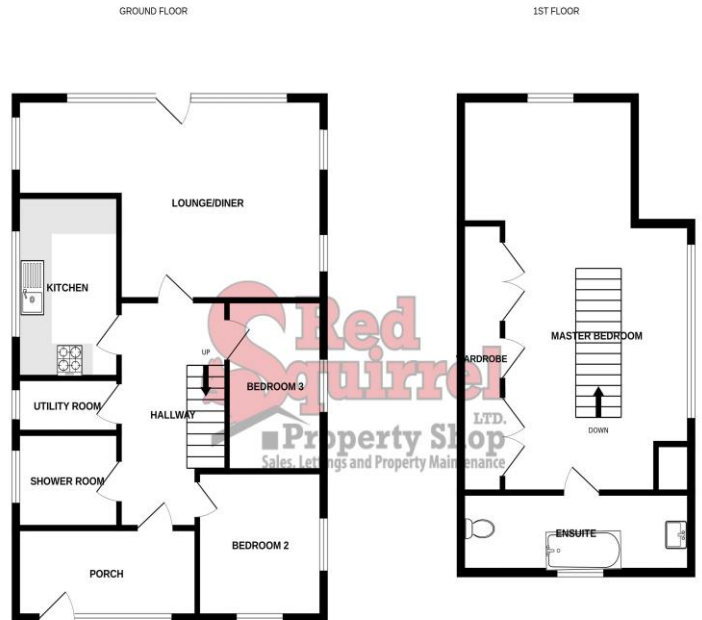 GROUND FLOOR
1ST FLOOR
LOUNGE/DINER
KITCHEN
UP
BEDROOM 3
UTILITY ROOM
HALLWAY
SHOWER ROOM
BEDROOM 2
PORCH
MASTER BEDROOM
WARDROBE
DOWN
ENSUITE
Red
Squirrel
LTD.
Property Shop
Sales, Lettings and Property Maintenance